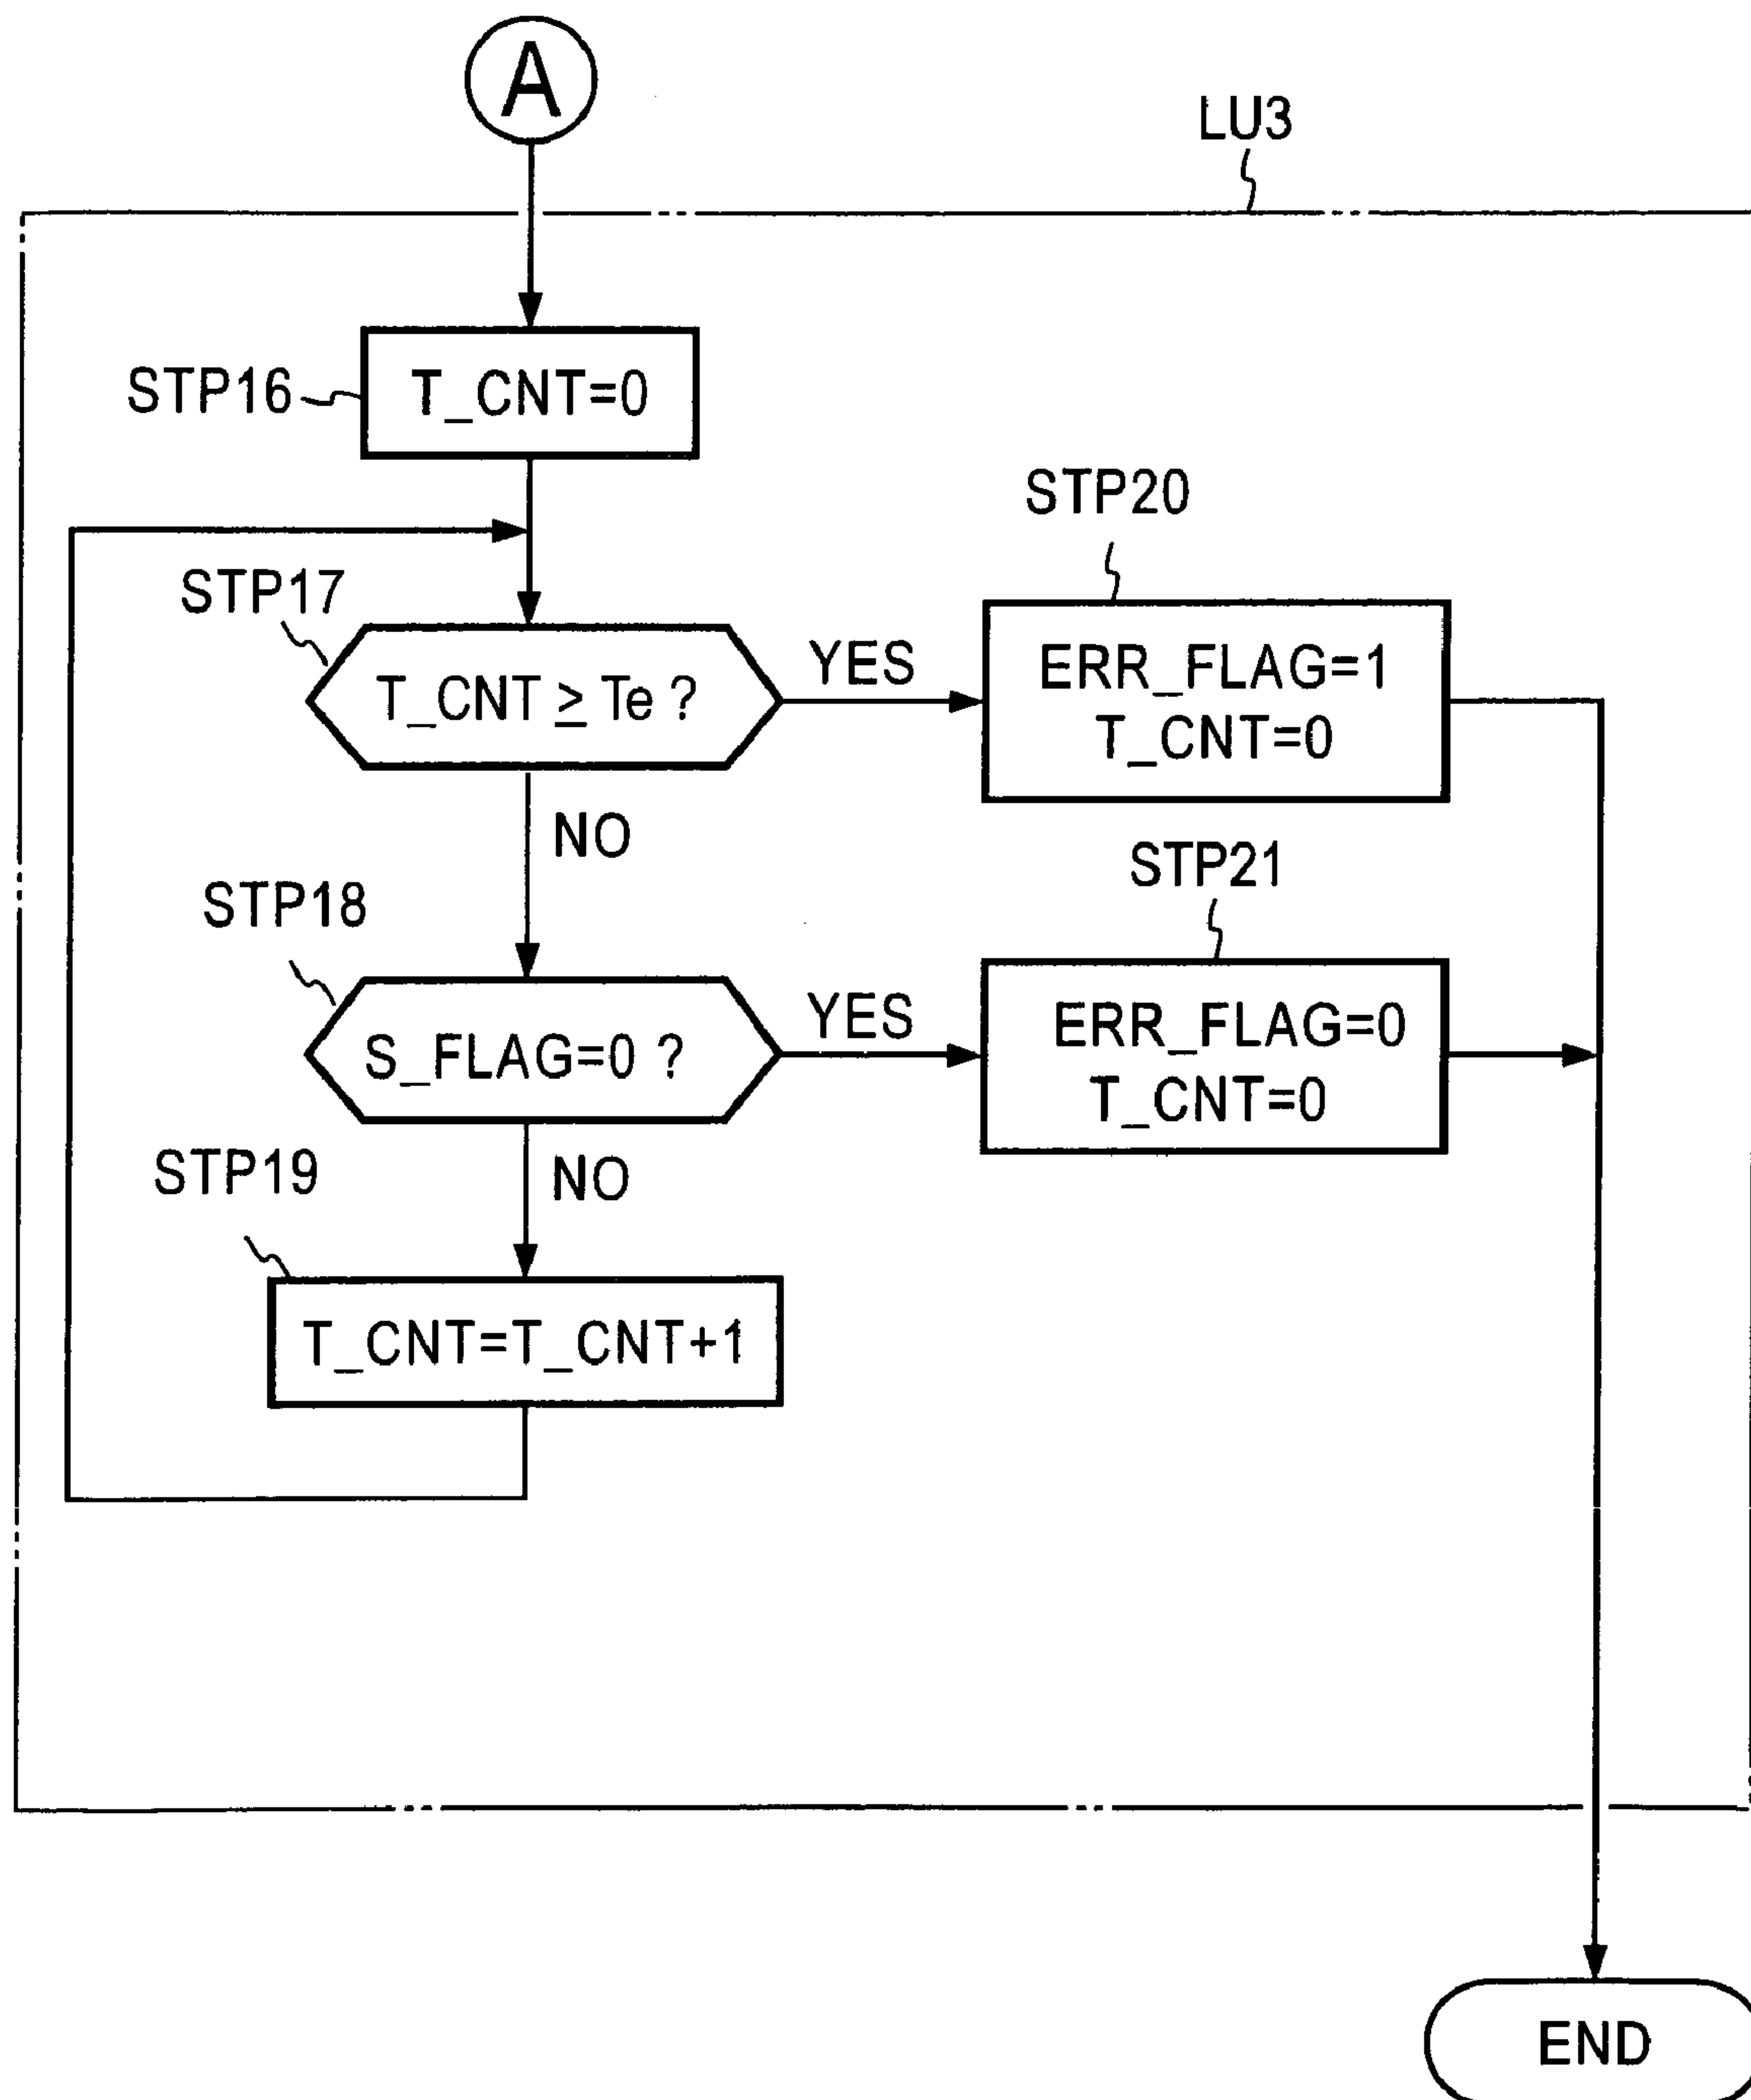 A
LU3
STP16
T_CNT=0
STP20
STP17
T_CNT ≥ Te ?
YES
ERR_FLAG=1
T_CNT=0
NO
STP21
STP18
S_FLAG=0 ?
YES
ERR_FLAG=0
T_CNT=0
STP19
NO
T_CNT=T_CNT+1
END